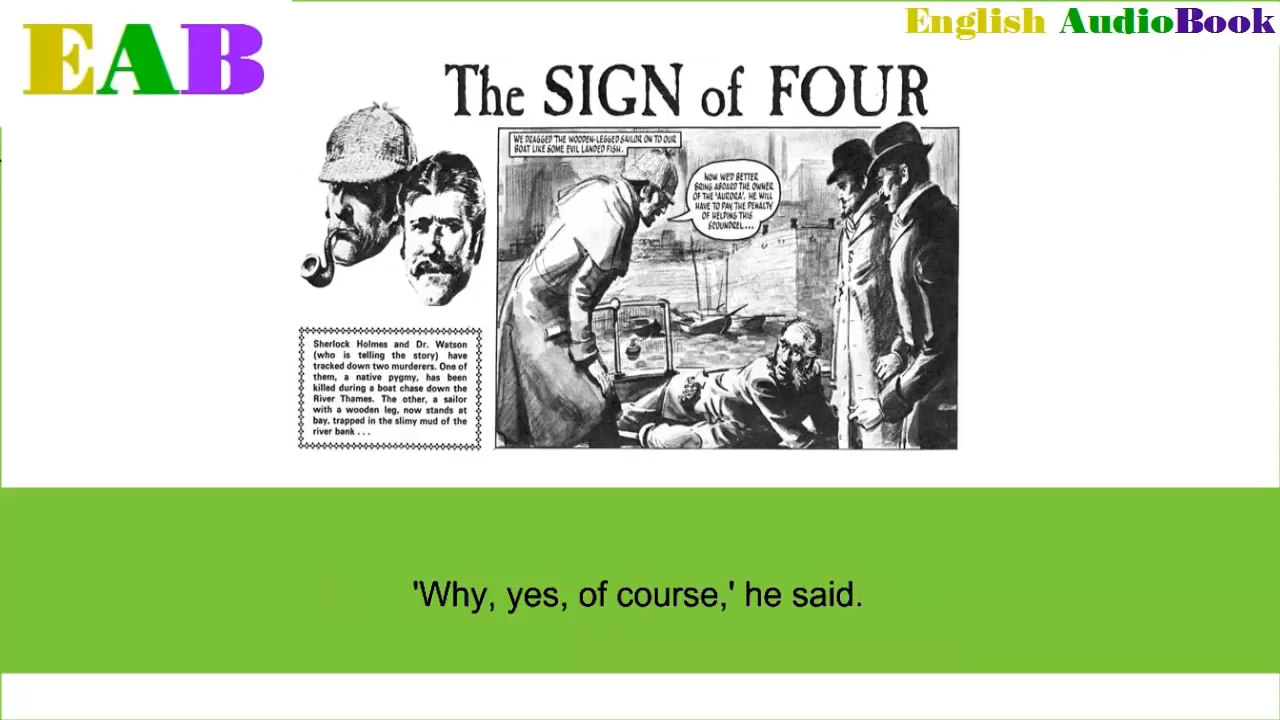 EAB
English AudioBook
The SIGN of FOUR
WE DRAGGED THE WOODEN-LEGGED SAILOR ON TO OUR
BOAT LIKE SOME EVIL LANDED FISH.
NOW WE'D BETTER
BRING ABOARD THE OWNER
OF THE 'AURORA'. HE WILL
HAVE TO PAY THE PENALTY
OF HELPING THIS
SCOUNDREL...
Sherlock Holmes and Dr. Watson
(who is telling the story) have
tracked down two murderers. One of
them, a native pygmy, has been
killed during a boat chase down the
River Thames. The other, a sailor
with a wooden leg, now stands at
bay, trapped in the slimy mud of the
river bank . . .
'Why, yes, of course,' he said.